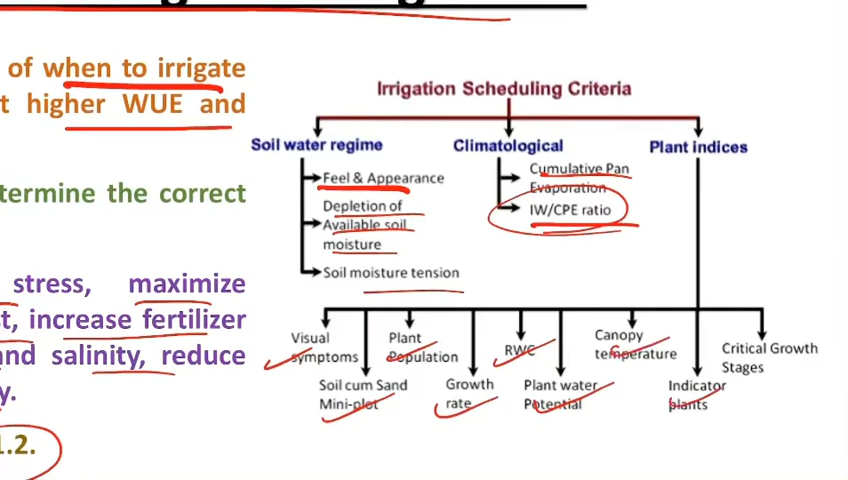 of when to irrigate
t higher WUE and
termine the correct
stress, maximize
t, increase fertilizer
and salinity, reduce
y.
1.2.
Irrigation Scheduling Criteria
Soil water regime
Climatological
Plant indices
Feel & Appearance
Depletion of
Available soil
moisture
Soil moisture tension
Cumulative Pan
Evaporation
IW/CPE ratio
Visual
symptoms
Plant
Population
RWC
Canopy
temperature
Critical Growth
Stages
Soil cum Sand
Mini-plot
Growth
rate
Plant water
Potential
Indicator
plants